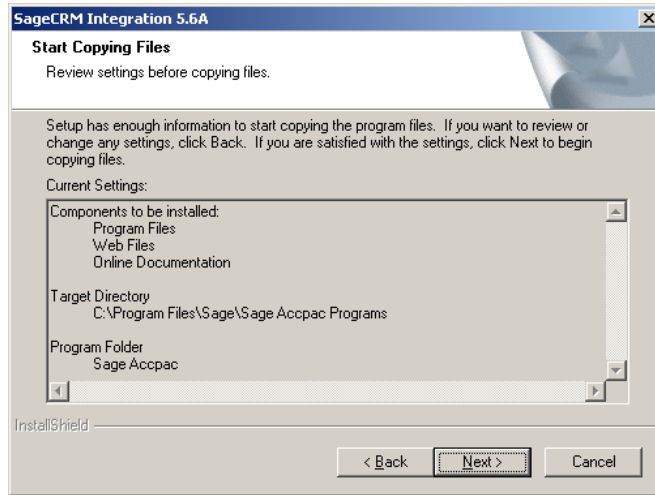 SageCRM Integration 5.6A
Start Copying Files
Review settings before copying files.
Setup has enough information to start copying the program files. If you want to review or
change any settings, click Back. If you are satisfied with the settings, click Next to begin
copying files.
Current Settings:
Components to be installed:
Program Files
Web Files
Online Documentation
Target Directory
C:\Program Files\Sage\Sage Accpac Programs
Program Folder
Sage Accpac
InstallShield
< Back
Next >
Cancel